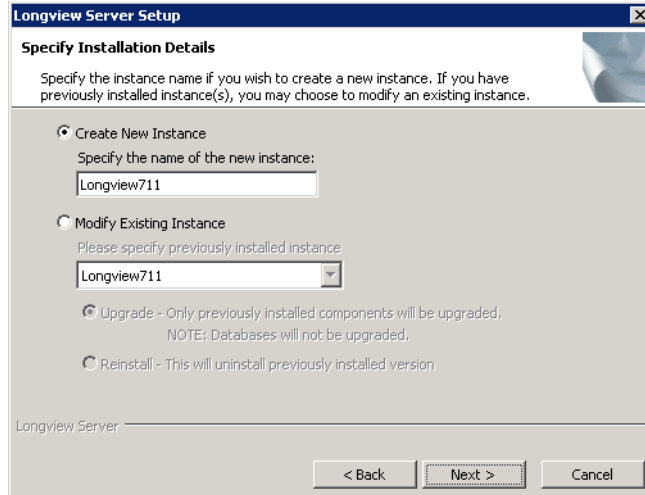 Longview Server Setup
Specify Installation Details
Specify the instance name if you wish to create a new instance. If you have
previously installed instance(s), you may choose to modify an existing instance.
Create New Instance
Specify the name of the new instance:
Longview711
Modify Existing Instance
Please specify previously installed instance
Longview711
Upgrade - Only previously installed components will be upgraded.
NOTE: Databases will not be upgraded.
Reinstall - This will uninstall previously installed version
Longview Server
< Back
Next >
Cancel